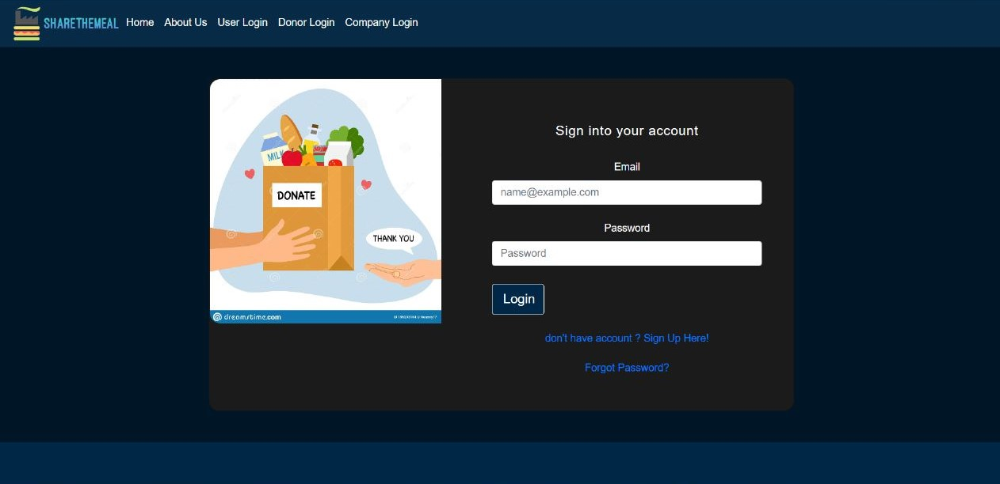 SHARETHEMEAL Home About Us User Login Donor Login Company Login
MILK
DONATE
THANK YOU
dreamstime.com
Sign into your account
Email
name@example.com
Password
Password
Login
don't have account ? Sign Up Here!
Forgot Password?